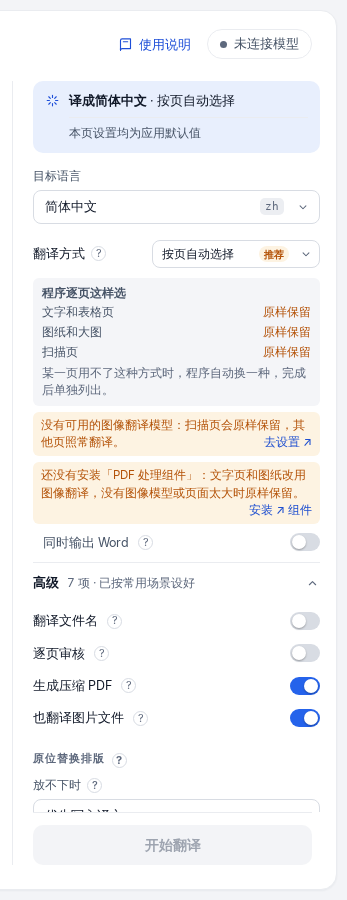 使用说明
未连接模型
译成简体中文 · 按页自动选择
本页设置均为应用默认值
目标语言
简体中文 zh
翻译方式 ? 按页自动选择 推荐
程序逐页这样选
文字和表格页 原样保留
图纸和大图 原样保留
扫描页 原样保留
某一页用不了这种方式时，程序自动换一种，完成
后单独列出。
没有可用的图像翻译模型：扫描页会原样保留，其
他页照常翻译。 去设置 ↗
还没有安装「PDF 处理组件」：文字页和图纸改用
图像翻译，没有图像模型或页面太大时原样保留。
安装 ↗ 组件
同时输出 Word ?
高级 7 项 · 已按常用场景设好
翻译文件名 ?
逐页审核 ?
生成压缩 PDF ?
也翻译图片文件 ?
原位替换排版 ?
放不下时 ?
开始翻译